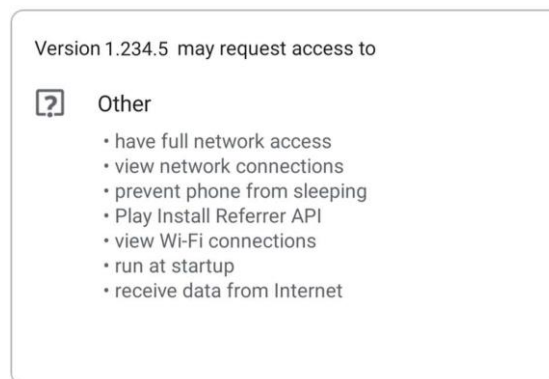 Version 1.234.5 may request access to
Other
• have full network access
• view network connections
• prevent phone from sleeping
• Play Install Referrer API
• view Wi-Fi connections
• run at startup
• receive data from Internet